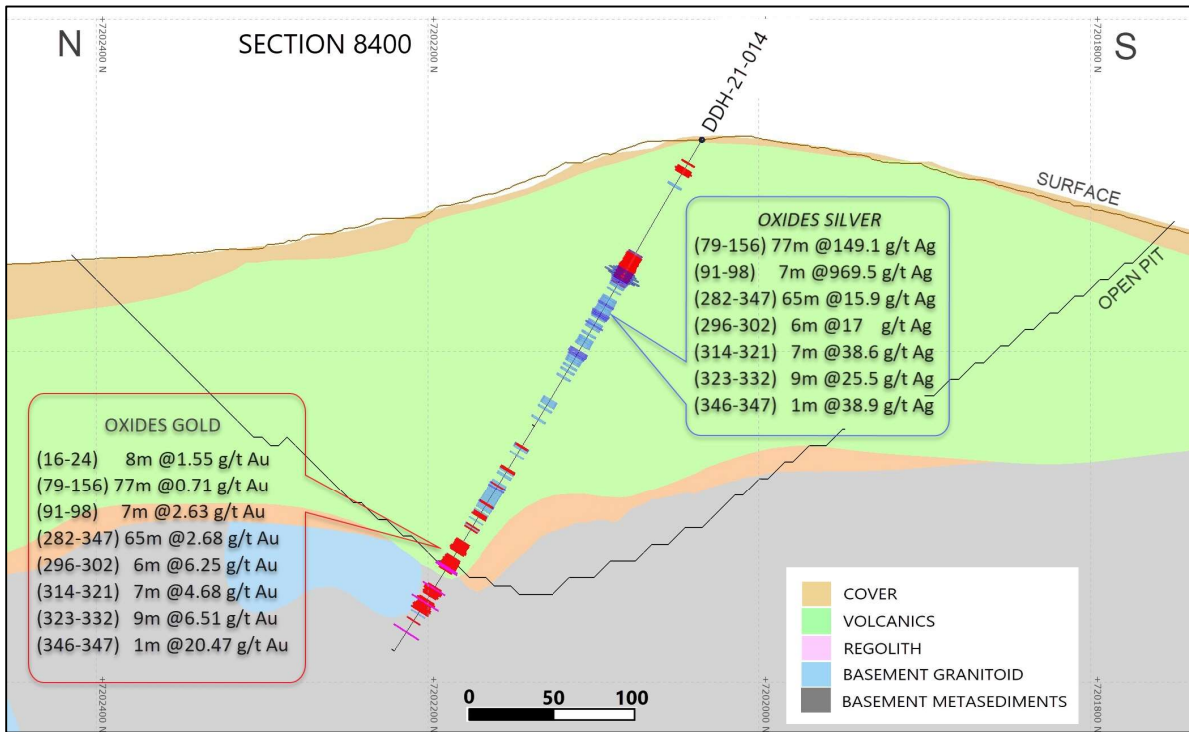 +7202400 N
+7202200 N
+7201800 N
N
SECTION 8400
S
DDH-21-014
SURFACE
OPEN PIT
OXIDES SILVER
(79-156) 77m @149.1 g/t Ag
(91-98) 7m @969.5 g/t Ag
(282-347) 65m @15.9 g/t Ag
(296-302) 6m @17 g/t Ag
(314-321) 7m @38.6 g/t Ag
(323-332) 9m @25.5 g/t Ag
(346-347) 1m @38.9 g/t Ag
OXIDES GOLD
(16-24) 8m @1.55 g/t Au
(79-156) 77m @0.71 g/t Au
(91-98) 7m @2.63 g/t Au
(282-347) 65m @2.68 g/t Au
(296-302) 6m @6.25 g/t Au
(314-321) 7m @4.68 g/t Au
(323-332) 9m @6.51 g/t Au
(346-347) 1m @20.47 g/t Au
COVER
VOLCANICS
REGOLITH
BASEMENT GRANITOID
BASEMENT METASEDIMENTS
0 50 100
+7202400 N
+7202200 N
+7202000 N
+7201800 N